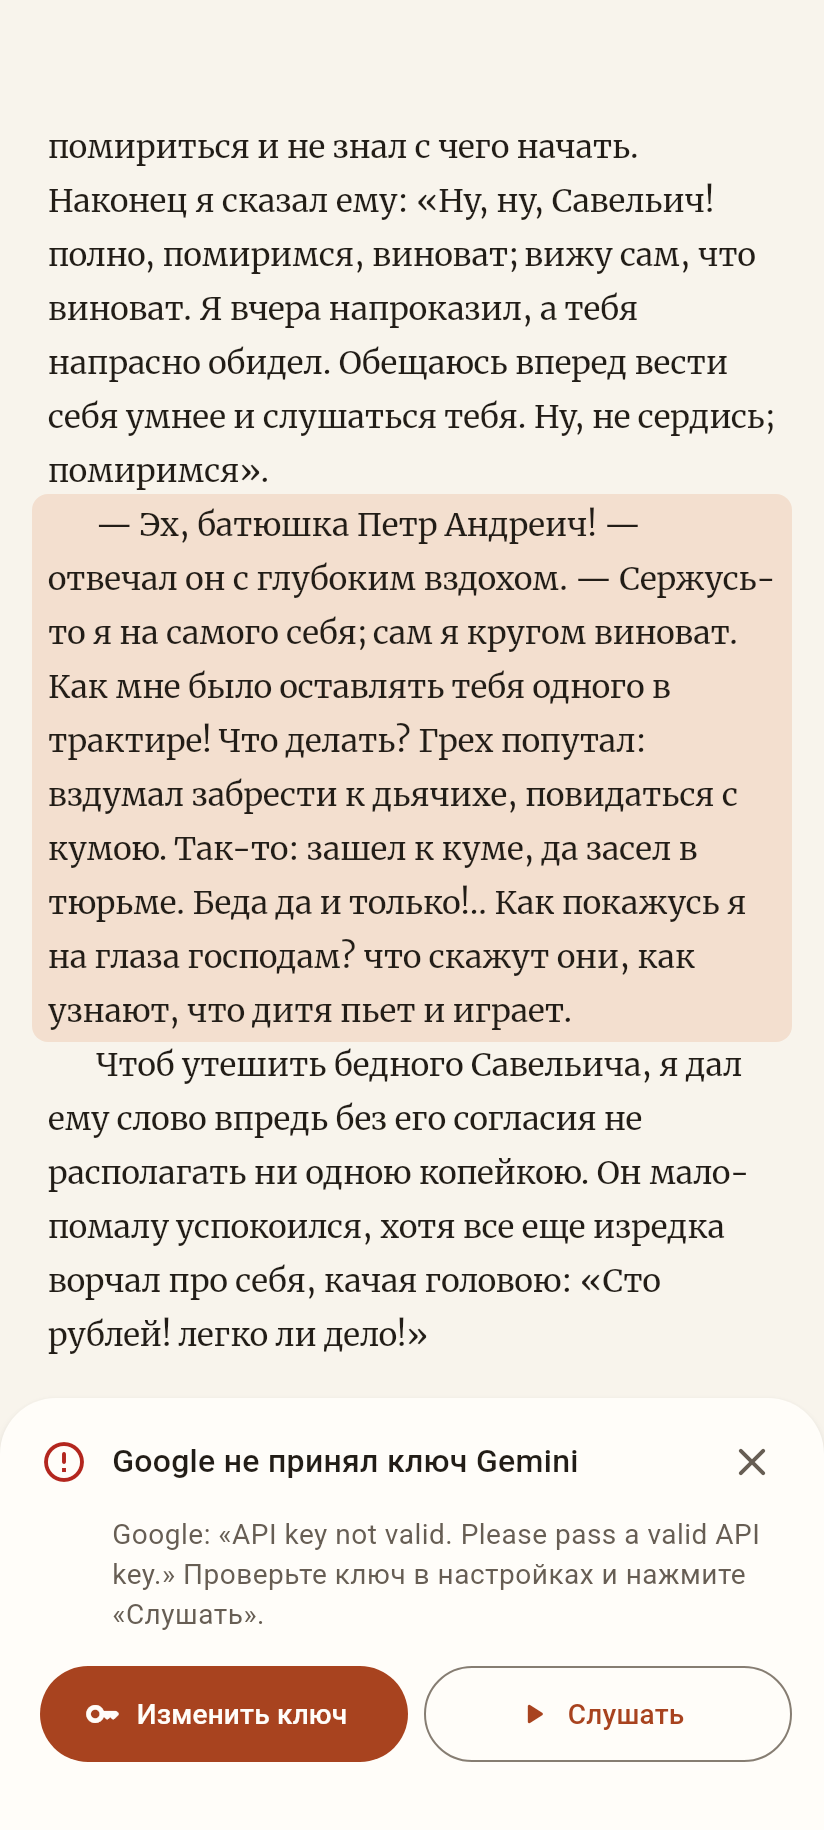 помириться и не знал с чего начать.
Наконец я сказал ему: «Ну, ну, Савельич!
полно, помиримся, виноват; вижу сам, что
виноват. Я вчера напроказил, а тебя
напрасно обидел. Обещаюсь вперед вести
себя умнее и слушаться тебя. Ну, не сердись;
помиримся».
— Эх, батюшка Петр Андреич! —
отвечал он с глубоким вздохом. — Сержусь-
то я на самого себя; сам я кругом виноват.
Как мне было оставлять тебя одного в
трактире! Что делать? Грех попутал:
вздумал забрести к дьячихе, повидаться с
кумою. Так-то: зашел к куме, да засел в
тюрьме. Беда да и только!.. Как покажусь я
на глаза господам? что скажут они, как
узнают, что дитя пьет и играет.
Чтоб утешить бедного Савельича, я дал
ему слово впредь без его согласия не
располагать ни одною копейкою. Он мало-
помалу успокоился, хотя все еще изредка
ворчал про себя, качая головою: «Сто
рублей! легко ли дело!»
Google не принял ключ Gemini
Google: «API key not valid. Please pass a valid API
key.» Проверьте ключ в настройках и нажмите
«Слушать».
Изменить ключ
Слушать